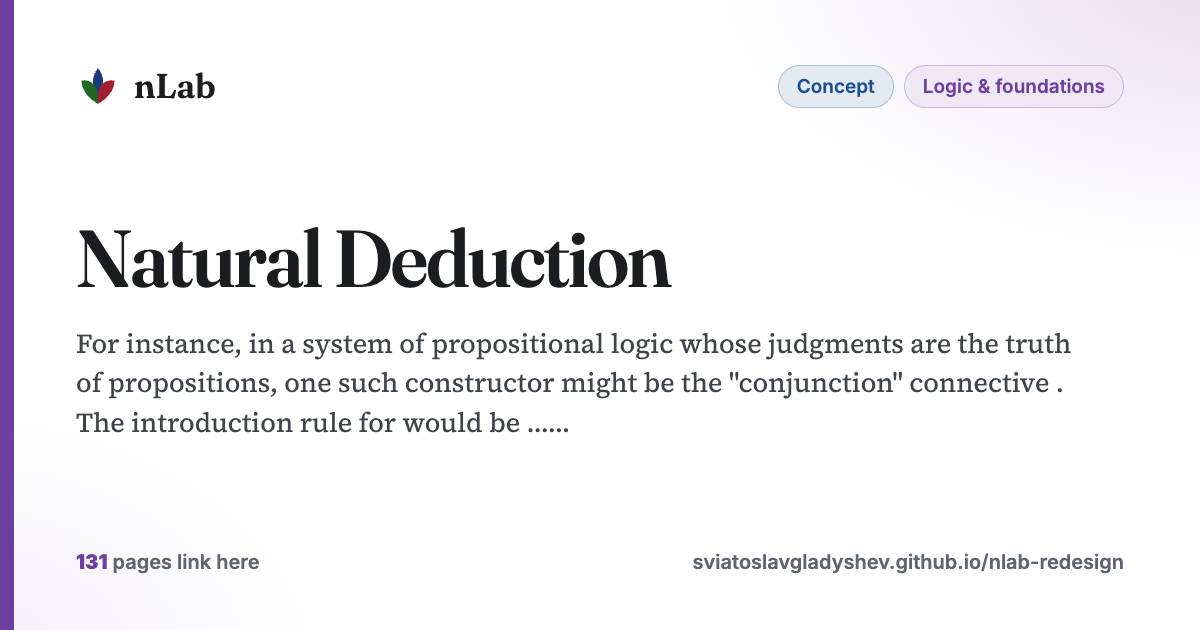 nLab
Concept
Logic & foundations
Natural Deduction
For instance, in a system of propositional logic whose judgments are the truth
of propositions, one such constructor might be the "conjunction" connective .
The introduction rule for would be ......
131 pages link here
sviatoslavgladyshev.github.io/nlab-redesign